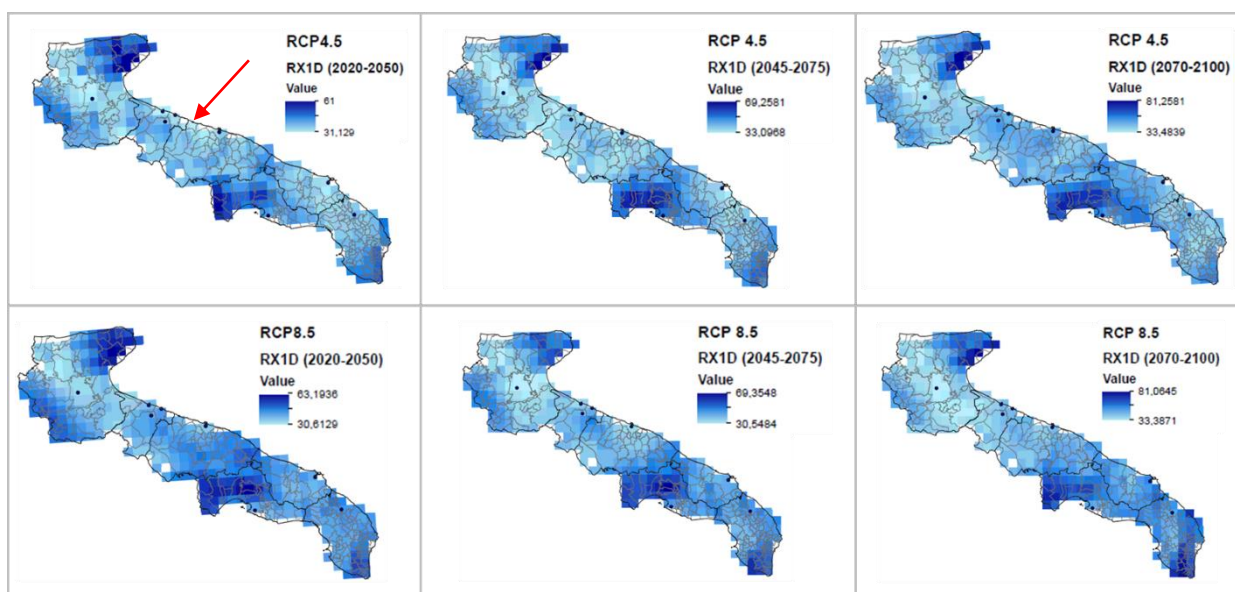 RCP4.5
RX1D (2020-2050)
Value
61
31,129
RCP 4.5
RX1D (2045-2075)
Value
69,2581
33,0968
RCP 4.5
RX1D (2070-2100)
Value
81,2581
33,4839
RCP8.5
RX1D (2020-2050)
Value
63,1936
30,6129
RCP 8.5
RX1D (2045-2075)
Value
69,3548
30,5484
RCP 8.5
RX1D (2070-2100)
Value
81,0645
33,3871